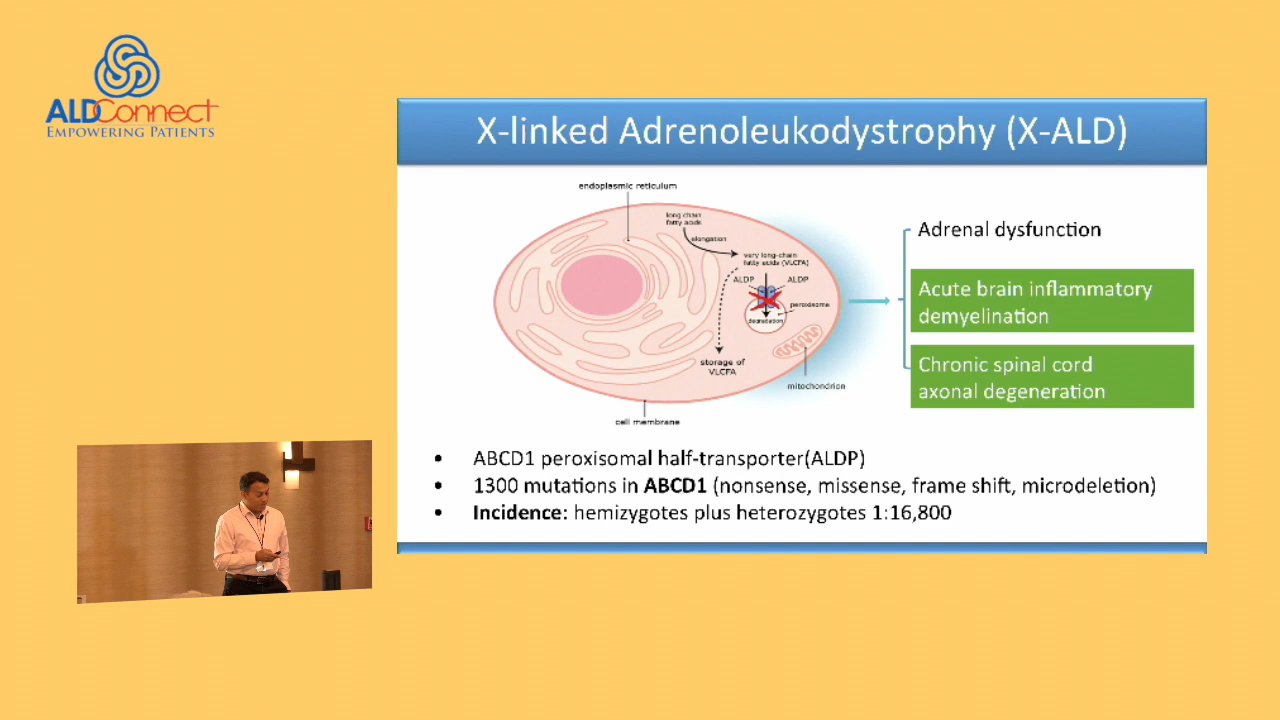 ALDConnect
EMPOWERING PATIENTS
X-linked Adrenoleukodystrophy (X-ALD)
endoplasmic reticulum
long chain
fatty acids
elongation
very long-chain
fatty acids (VLCFA)
ALDP
ALDP
peroxisome
degradation
storage of
VLCFA
mitochondrion
cell membrane
Adrenal dysfunction
Acute brain inflammatory
demyelination
Chronic spinal cord
axonal degeneration
• ABCD1 peroxisomal half-transporter(ALDP)
• 1300 mutations in ABCD1 (nonsense, missense, frame shift, microdeletion)
• Incidence: hemizygotes plus heterozygotes 1:16,800